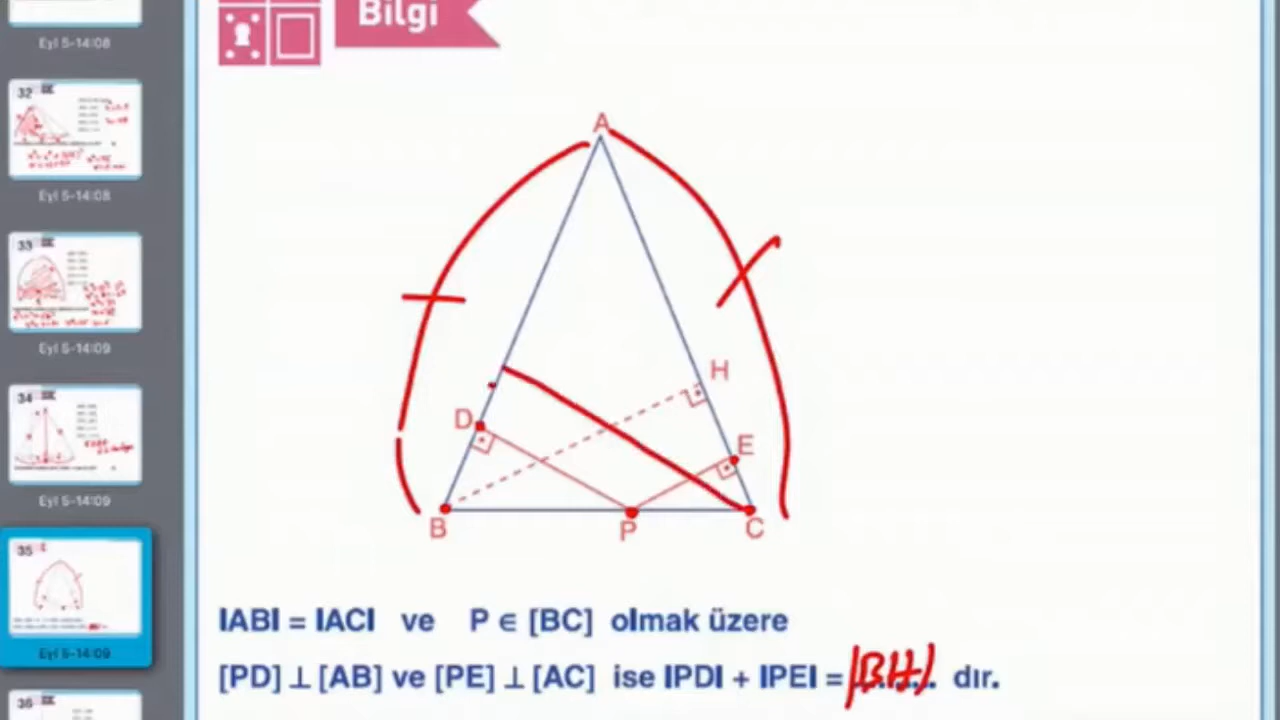 Eyl 5-14:08
32
Eyl 5-14:08
33
Eyl 5-14:09
34
Eyl 5-14:09
35
Eyl 5-14:09
36
Bilgi
A
H
D
E
B
P
C
IABI = IACI ve P ∈ [BC] olmak üzere
[PD] ⊥ [AB] ve [PE] ⊥ [AC] ise IPDI + IPEI = |BH| dır.